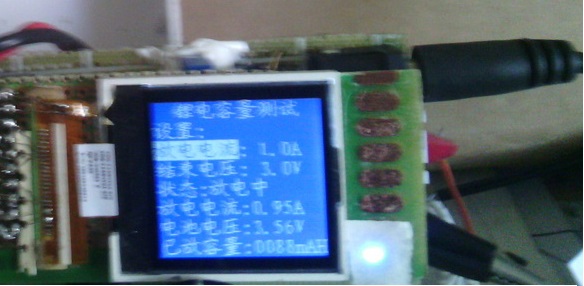 锂电容量测试
设置:
放电电流: 1.0A
结束电压: 3.0V
状态:放电中
放电电流:0.95A
电池电压:3.56V
已放容量:0088mAH